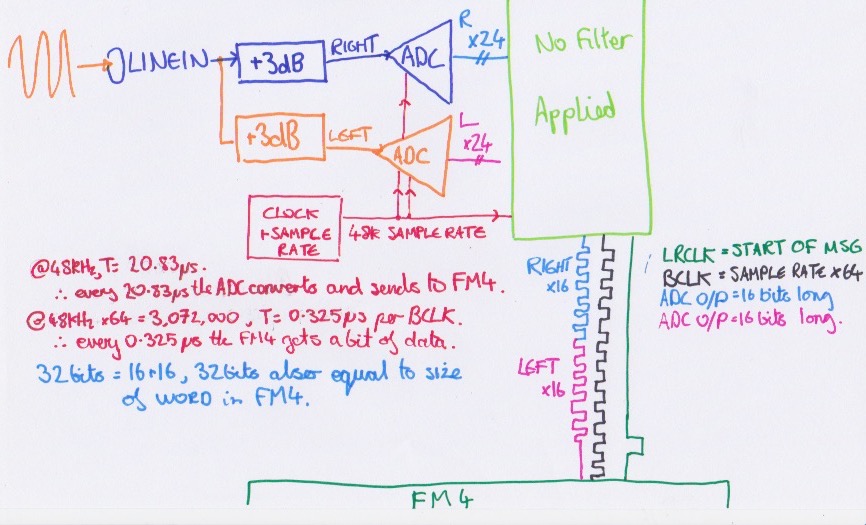 LINEIN
+3dB
RIGHT
ADC
R
x24
No Filter
Applied
+3dB
LEFT
ADC
L
x24
CLOCK
+SAMPLE
RATE
48k SAMPLE RATE
@48kHz, T= 20.83µs.
∴ every 20.83µs the ADC converts and sends to FM4.
@48kHz x64 = 3,072,000, T= 0.325µs per BCLK.
∴ every 0.325µs the FM4 gets a bit of data.
32bits = 16+16, 32bits also equal to size
of WORD in FM4.
RIGHT
x16
LEFT
x16
LRCLK = START OF MSG
BCLK = SAMPLE RATE x64
ADC O/P = 16 bits long
ADC O/P = 16 bits long.
FM4